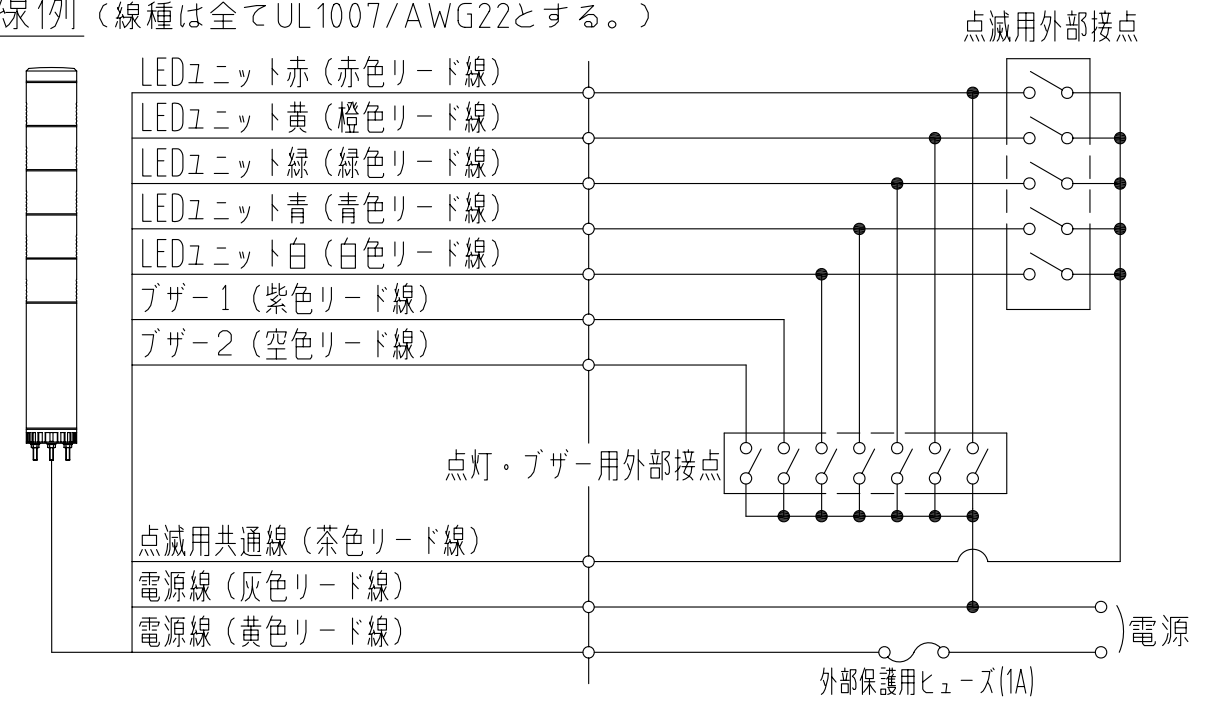 線1例（線種は全てUL1007/AWG22とする。）
点滅用外部接点
LEDユニット赤（赤色リード線）
LEDユニット黄（橙色リード線）
LEDユニット緑（緑色リード線）
LEDユニット青（青色リード線）
LEDユニット白（白色リード線）
ブザー1（紫色リード線）
ブザー2（空色リード線）
点灯・ブザー用外部接点
点滅用共通線（茶色リード線）
電源線（灰色リード線）
電源線（黄色リード線）
電源
外部保護用ヒューズ(1A)